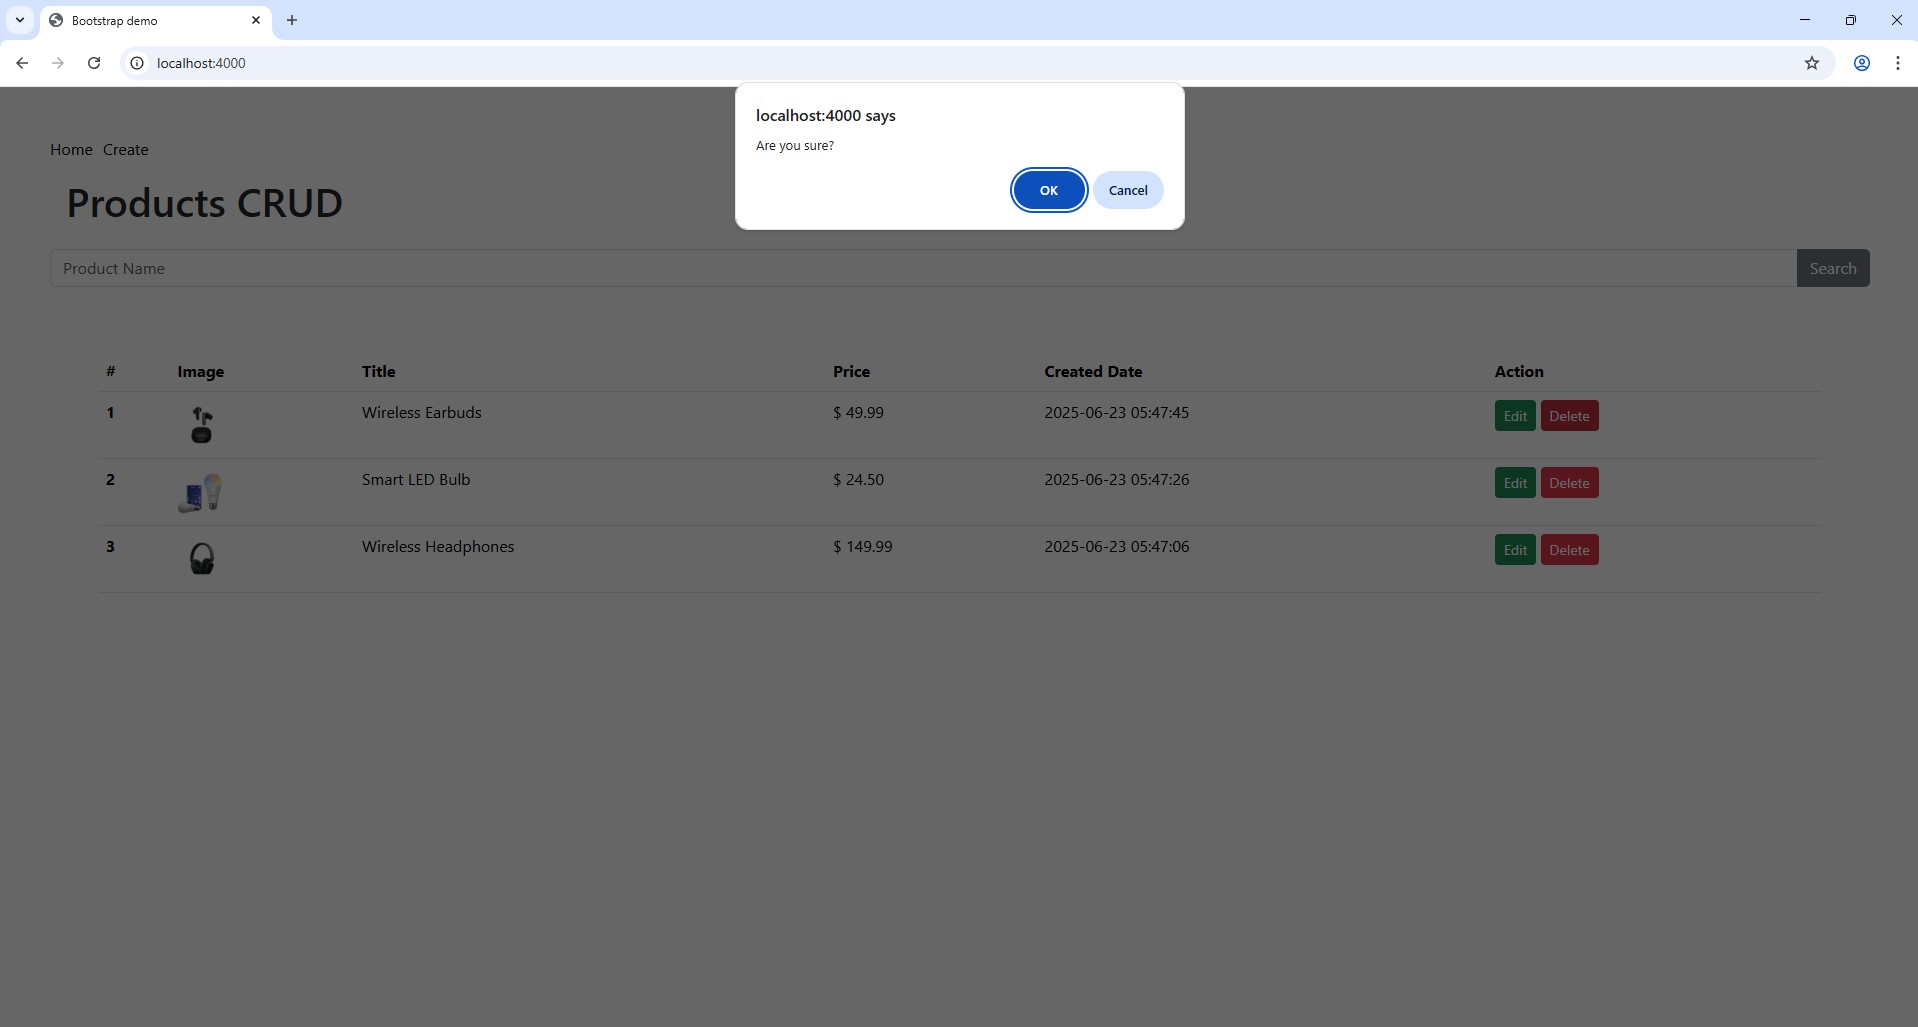 Bootstrap demo
localhost:4000
localhost:4000 says
Are you sure?
OK Cancel
Home Create
Products CRUD
Product Name Search
# Image Title Price Created Date Action
1 Wireless Earbuds $ 49.99 2025-06-23 05:47:45 Edit Delete
2 Smart LED Bulb $ 24.50 2025-06-23 05:47:26 Edit Delete
3 Wireless Headphones $ 149.99 2025-06-23 05:47:06 Edit Delete